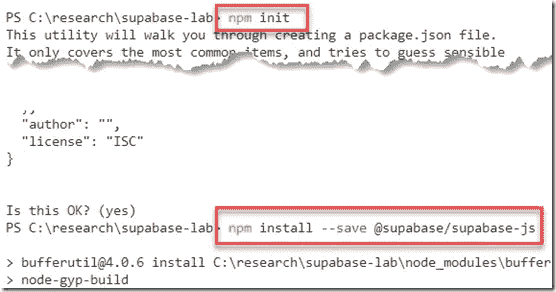 PS C:\research\supabase-lab> npm init
This utility will walk you through creating a package.json file.
It only covers the most common items, and tries to guess sensible
},
"author": "",
"license": "ISC"
}
Is this OK? (yes)
PS C:\research\supabase-lab> npm install --save @supabase/supabase-js
> bufferutil@4.0.6 install C:\research\supabase-lab\node_modules\buffer
> node-gyp-build